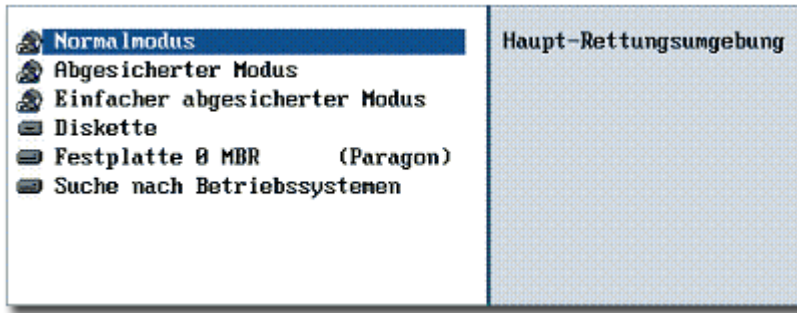 Normalmodus
Abgesicherter Modus
Einfacher abgesicherter Modus
Diskette
Festplatte 0 MBR (Paragon)
Suche nach Betriebssystemen
Haupt-Rettungsumgebung